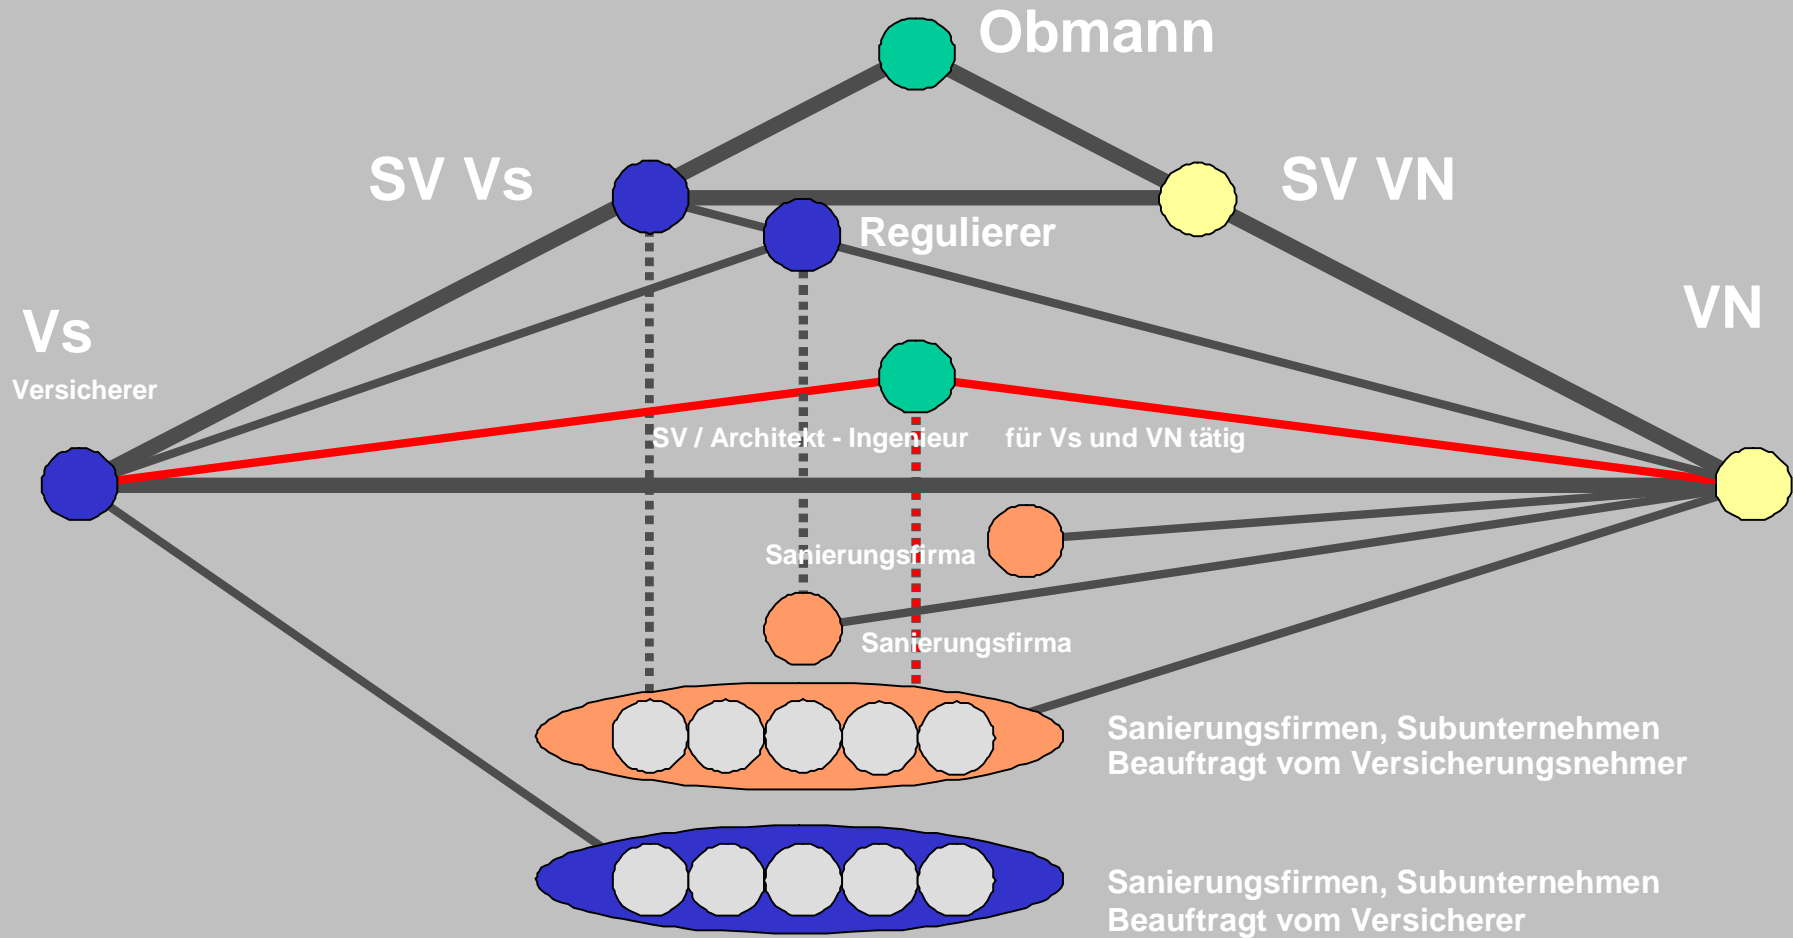 Obmann
SV Vs
SV VN
Regulierer
VN
Vs
Versicherer
SV / Architekt - Ingenieur für Vs und VN tätig
Sanierungsfirma
Sanierungsfirma
Sanierungsfirmen, Subunternehmen
Beauftragt vom Versicherungsnehmer
Sanierungsfirmen, Subunternehmen
Beauftragt vom Versicherer